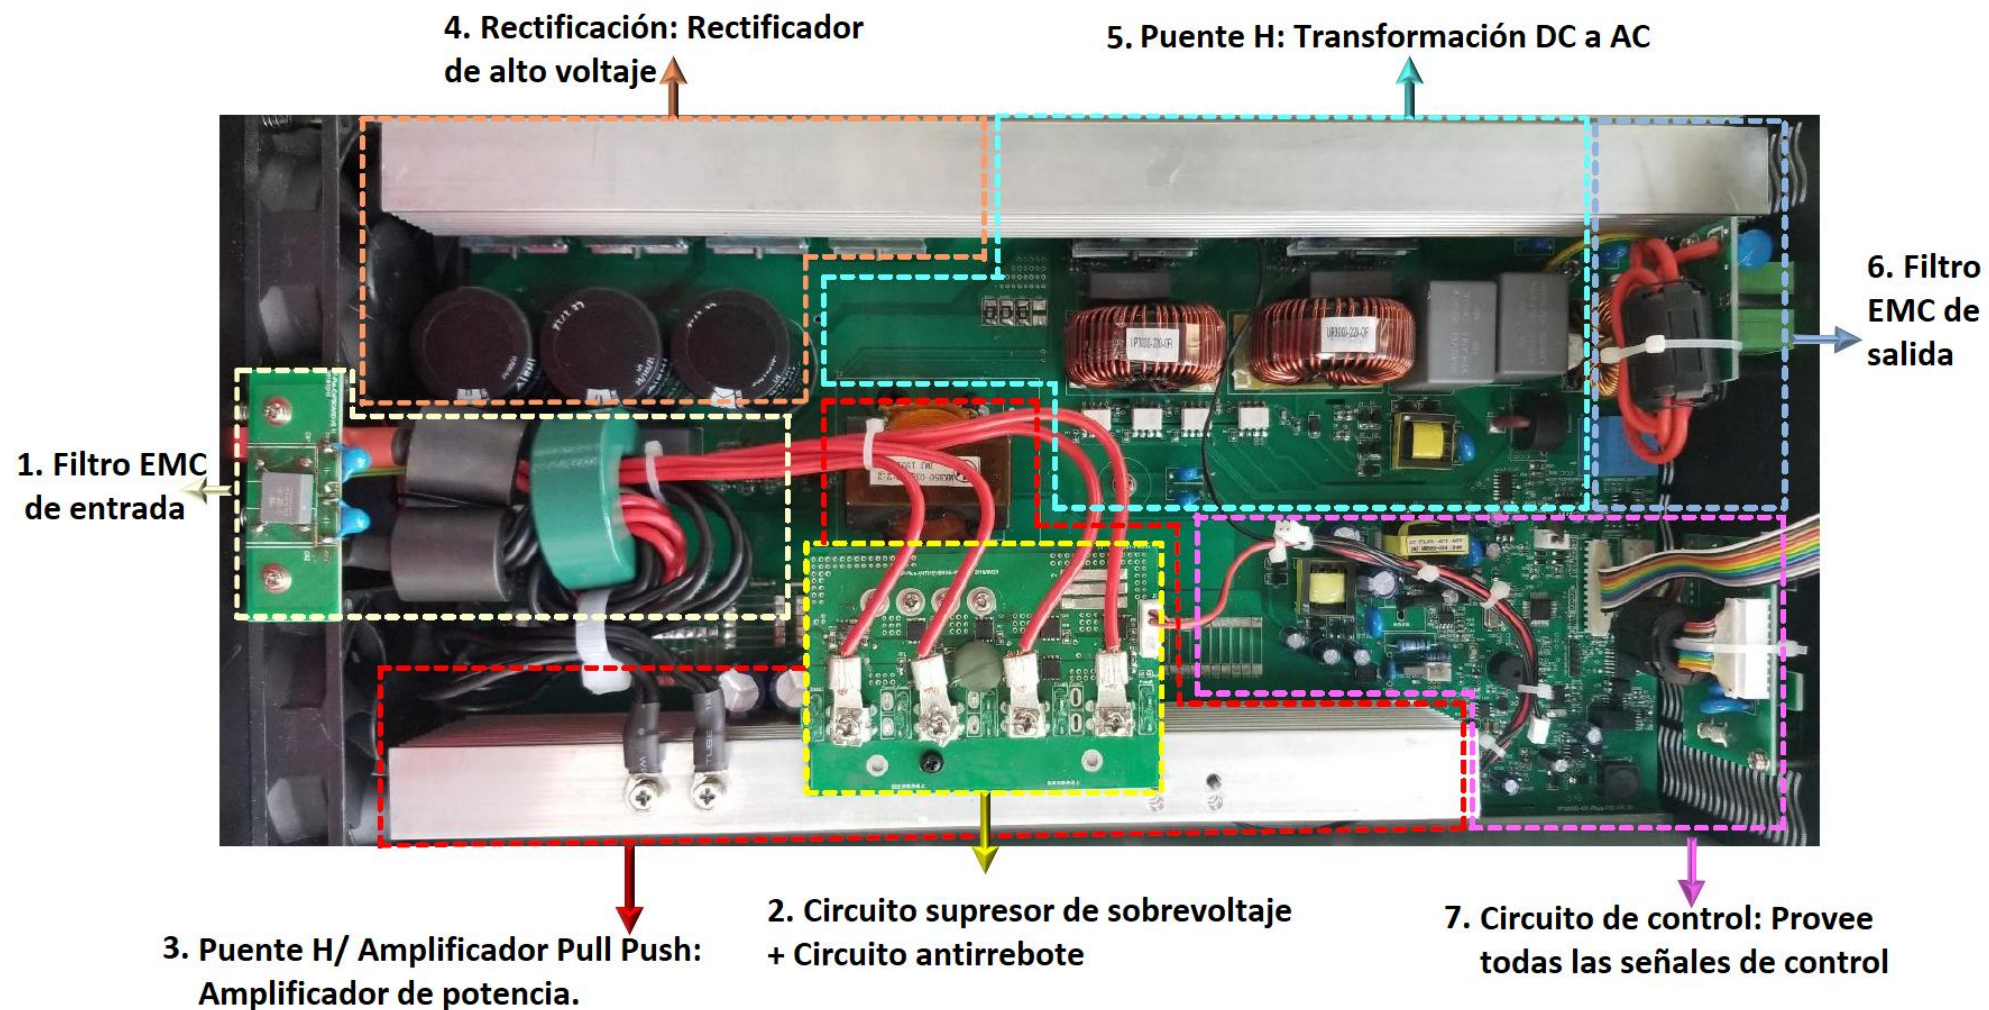 4. Rectificación: Rectificador
de alto voltaje
5. Puente H: Transformación DC a AC
6. Filtro
EMC de
salida
1. Filtro EMC
de entrada
2. Circuito supresor de sobrevoltaje
+ Circuito antirrebote
3. Puente H/ Amplificador Pull Push:
Amplificador de potencia.
7. Circuito de control: Provee
todas las señales de control